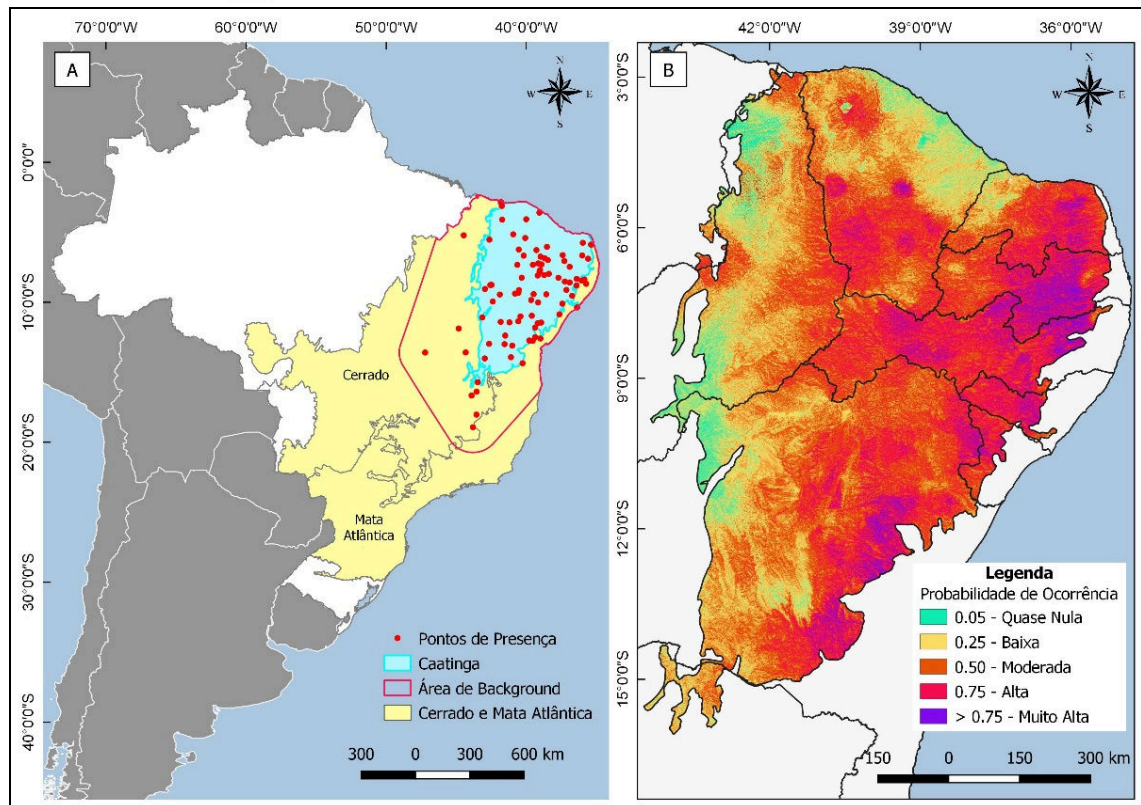 70°0'0"W
60°0'0"W
50°0'0"W
40°0'0"W
A
N
W
E
S
0°0'0"
10°0'0"S
20°0'0"S
30°0'0"S
40°0'0"S
Cerrado
Mata
Atlântica
Pontos de Presença
Caatinga
Área de Background
Cerrado e Mata Atlântica
300 0 300 600 km
42°0'0"W
39°0'0"W
36°0'0"W
B
N
W
E
S
3°0'0"S
6°0'0"S
9°0'0"S
12°0'0"S
15°0'0"S
Legenda
Probabilidade de Ocorrência
0.05 - Quase Nula
0.25 - Baixa
0.50 - Moderada
0.75 - Alta
> 0.75 - Muito Alta
150 0 150 300 km